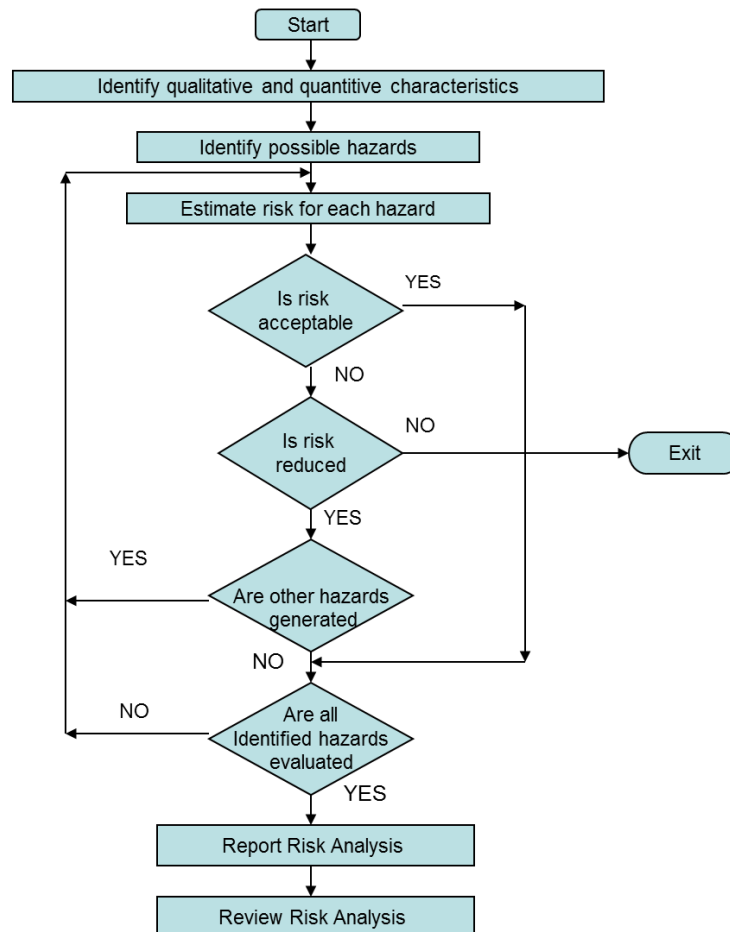 Start
Identify qualitative and quantitive characteristics
Identify possible hazards
Estimate risk for each hazard
YES
Is risk
acceptable
NO
NO
Is risk
reduced
Exit
YES
YES
Are other hazards
generated
NO
NO
Are all
Identified hazards
evaluated
YES
Report Risk Analysis
Review Risk Analysis